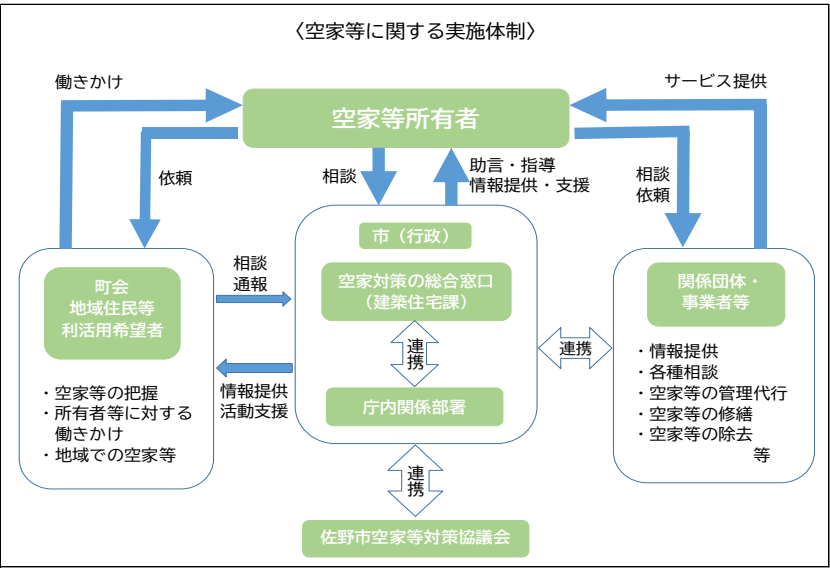 〈空家等に関する実施体制〉
働きかけ
サービス提供
空家等所有者
依頼
相談
助言・指導
情報提供・支援
相談
依頼
市（行政）
町会
地域住民等
利活用希望者
相談
通報
空家対策の総合窓口
（建築住宅課）
関係団体・
事業者等
連携
連携
・情報提供
・各種相談
・空家等の管理代行
・空家等の修繕
・空家等の除去
等
・空家等の把握
・所有者等に対する
働きかけ
・地域での空家等
情報提供
活動支援
庁内関係部署
連携
佐野市空家等対策協議会